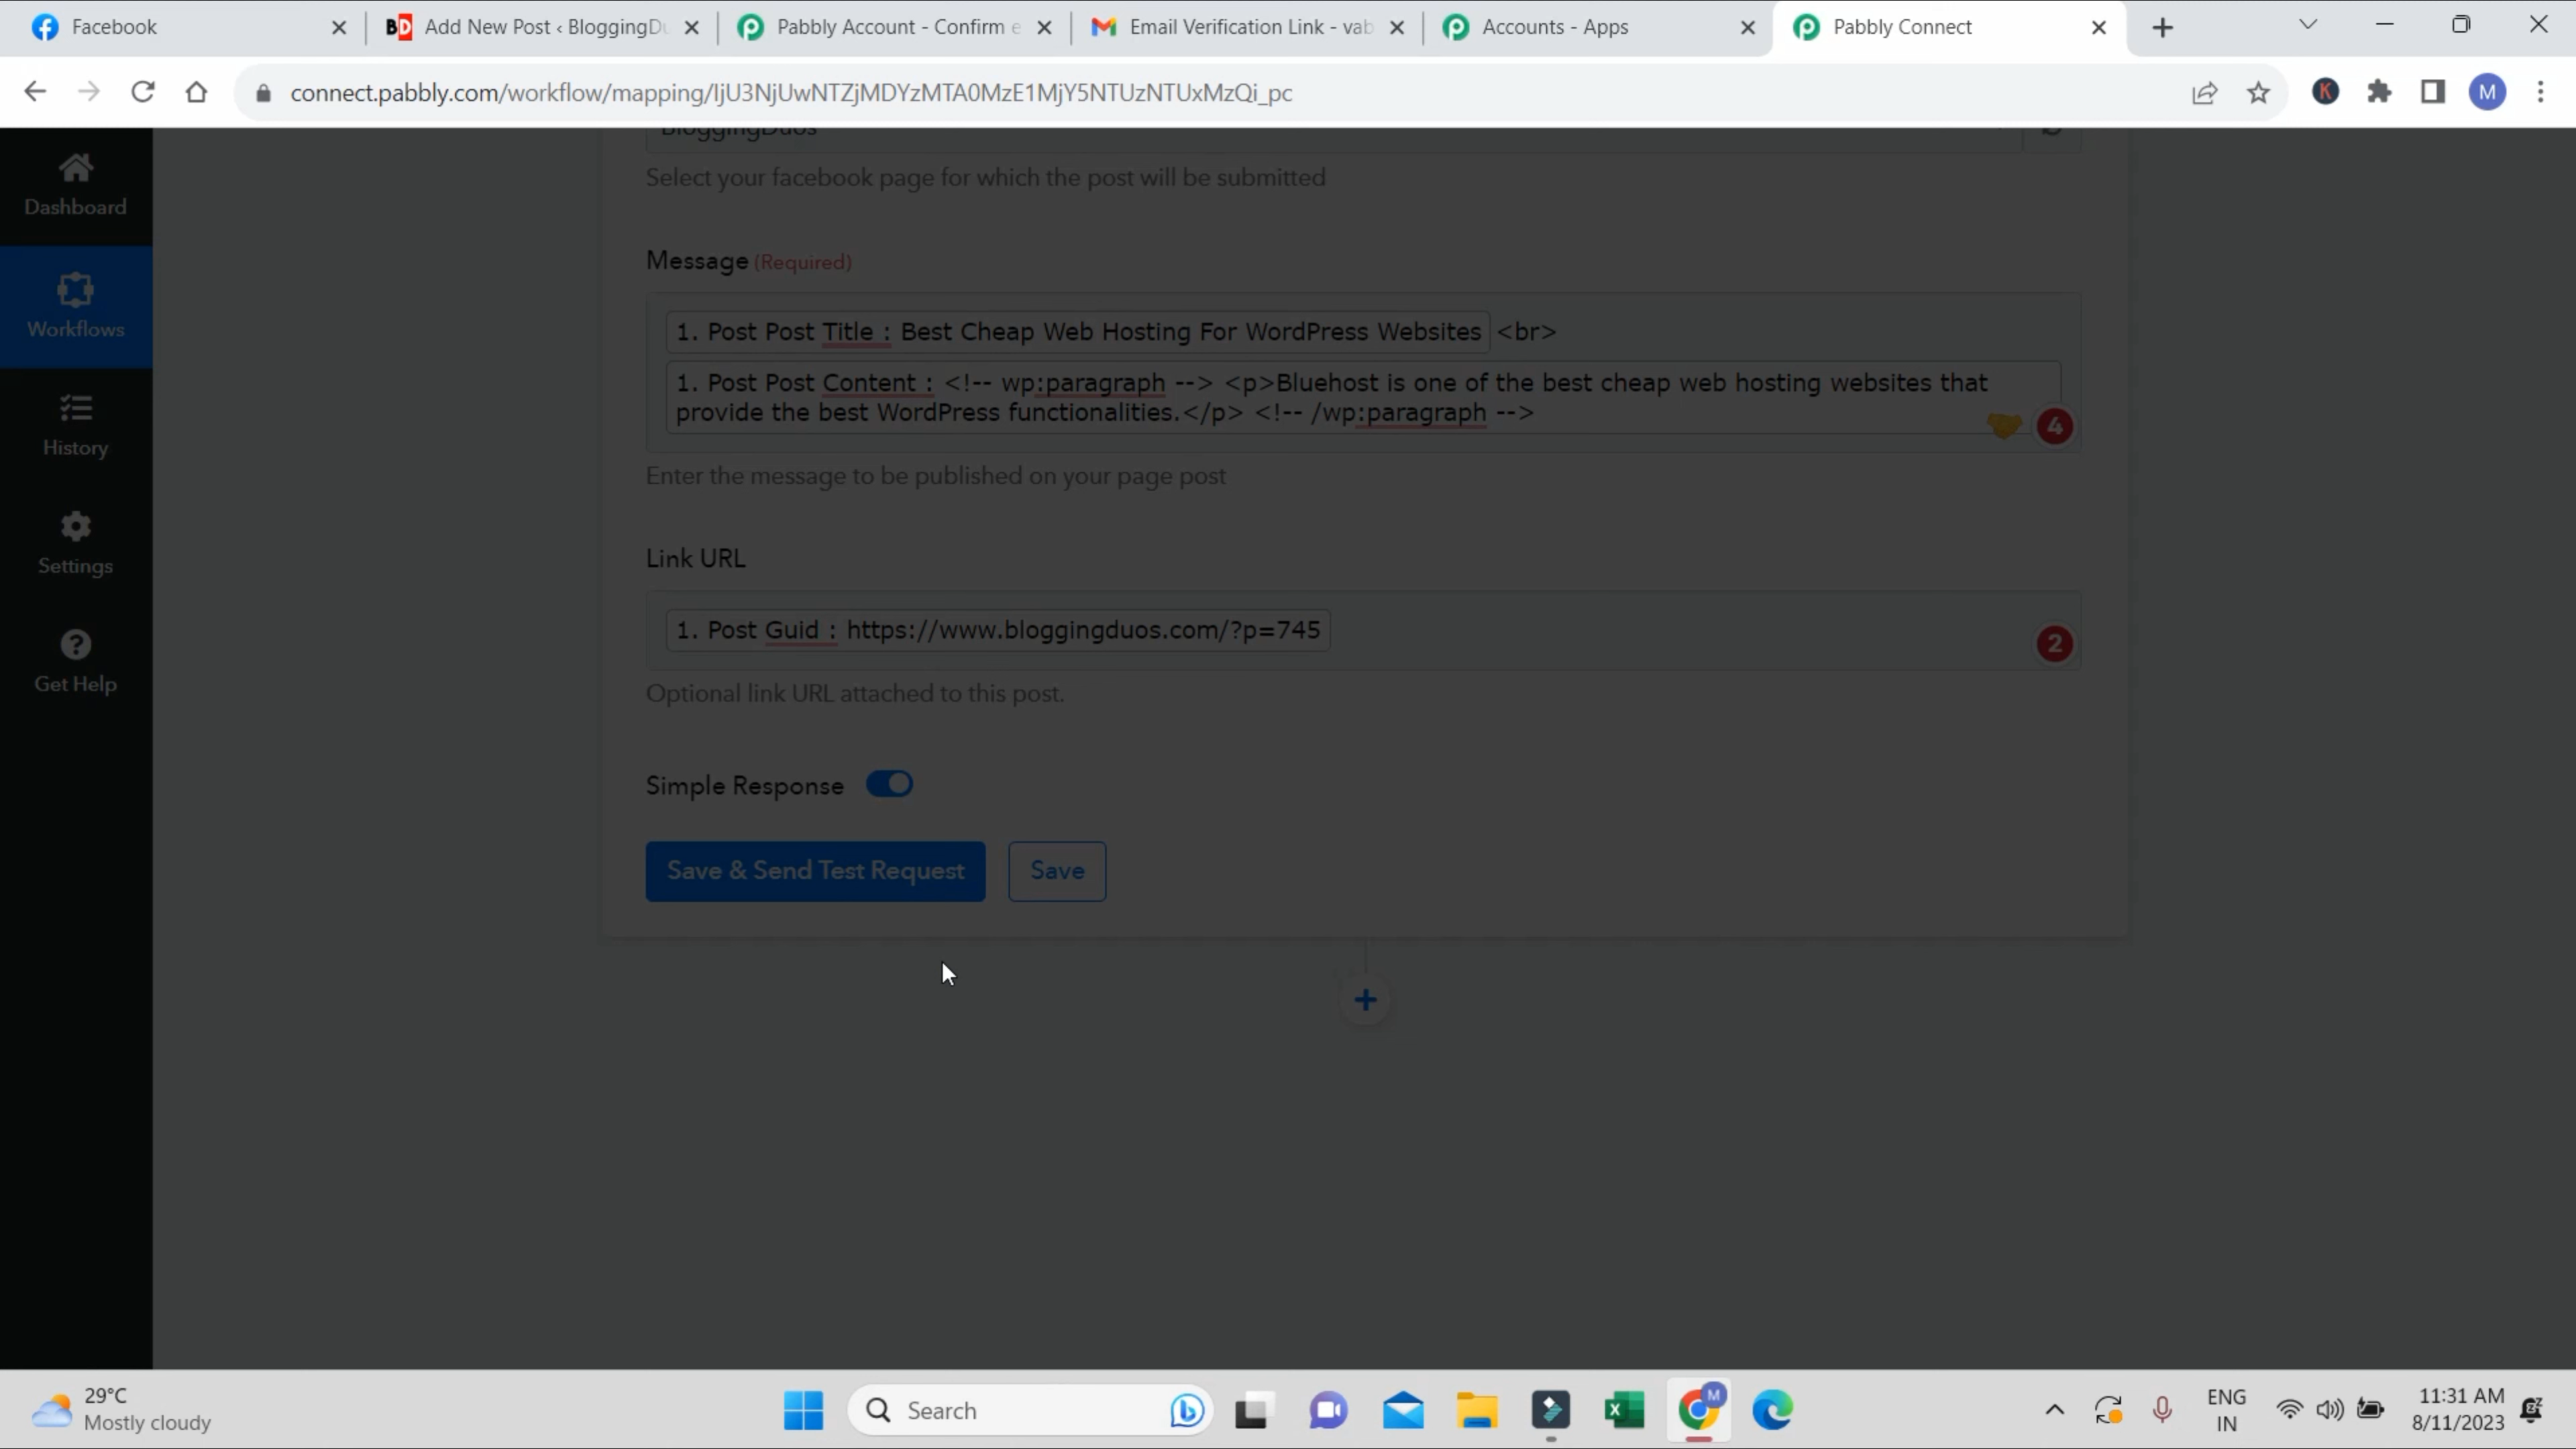 Facebook
Add New Post ‹ BloggingDu
Pabbly Account - Confirm e
Email Verification Link - vab
Accounts - Apps
Pabbly Connect
connect.pabbly.com/workflow/mapping/IjU3NjUwNTZjMDYzMTA0MzE1MjY5NTUzNTUxMzQi_pc
K
M
BloggingDuos
Select your facebook page for which the post will be submitted
Dashboard
Workflows
History
Settings
Get Help
Message (Required)
1. Post Post Title : Best Cheap Web Hosting For WordPress Websites <br>
1. Post Post Content : <!-- wp:paragraph --> <p>Bluehost is one of the best cheap web hosting websites that
provide the best WordPress functionalities.</p> <!-- /wp:paragraph -->
4
Enter the message to be published on your page post
Link URL
1. Post Guid : https://www.bloggingduos.com/?p=745
2
Optional link URL attached to this post.
Simple Response
Save & Send Test Request
Save
29°C
Mostly cloudy
Search
M
ENG
IN
11:31 AM
8/11/2023